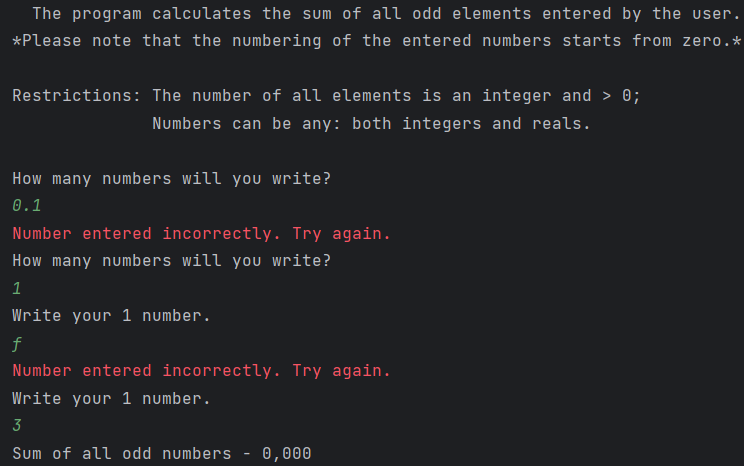 The program calculates the sum of all odd elements entered by the user.
*Please note that the numbering of the entered numbers starts from zero.*
Restrictions: The number of all elements is an integer and > 0;
Numbers can be any: both integers and reals.
How many numbers will you write?
0.1
Number entered incorrectly. Try again.
How many numbers will you write?
1
Write your 1 number.
f
Number entered incorrectly. Try again.
Write your 1 number.
3
Sum of all odd numbers - 0,000